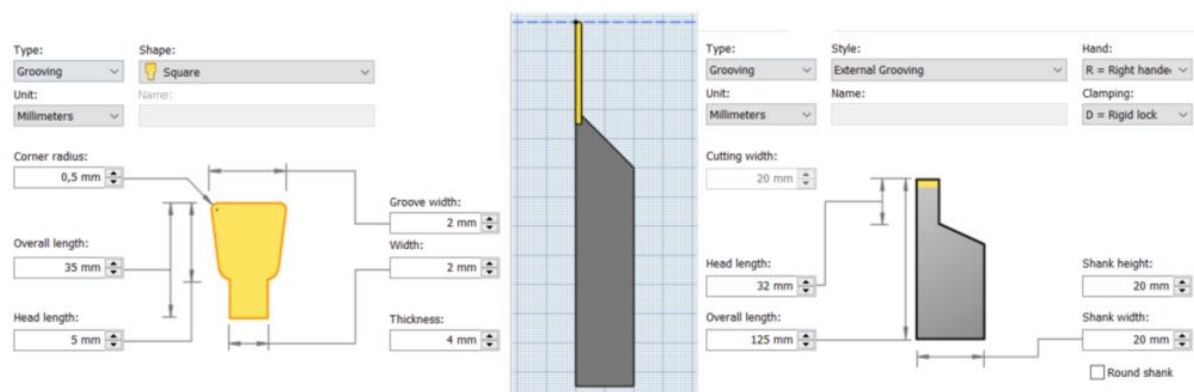 Type:
Shape:
Grooving
Square
Unit:
Name:
Millimeters
Corner radius:
0,5 mm
Groove width:
2 mm
Overall length:
Width:
35 mm
2 mm
Head length:
Thickness:
5 mm
4 mm
Type:
Style:
Hand:
Grooving
External Grooving
R = Right hande
Unit:
Name:
Clamping:
Millimeters
D = Rigid lock
Cutting width:
20 mm
Head length:
Shank height:
32 mm
20 mm
Overall length:
Shank width:
125 mm
20 mm
Round shank